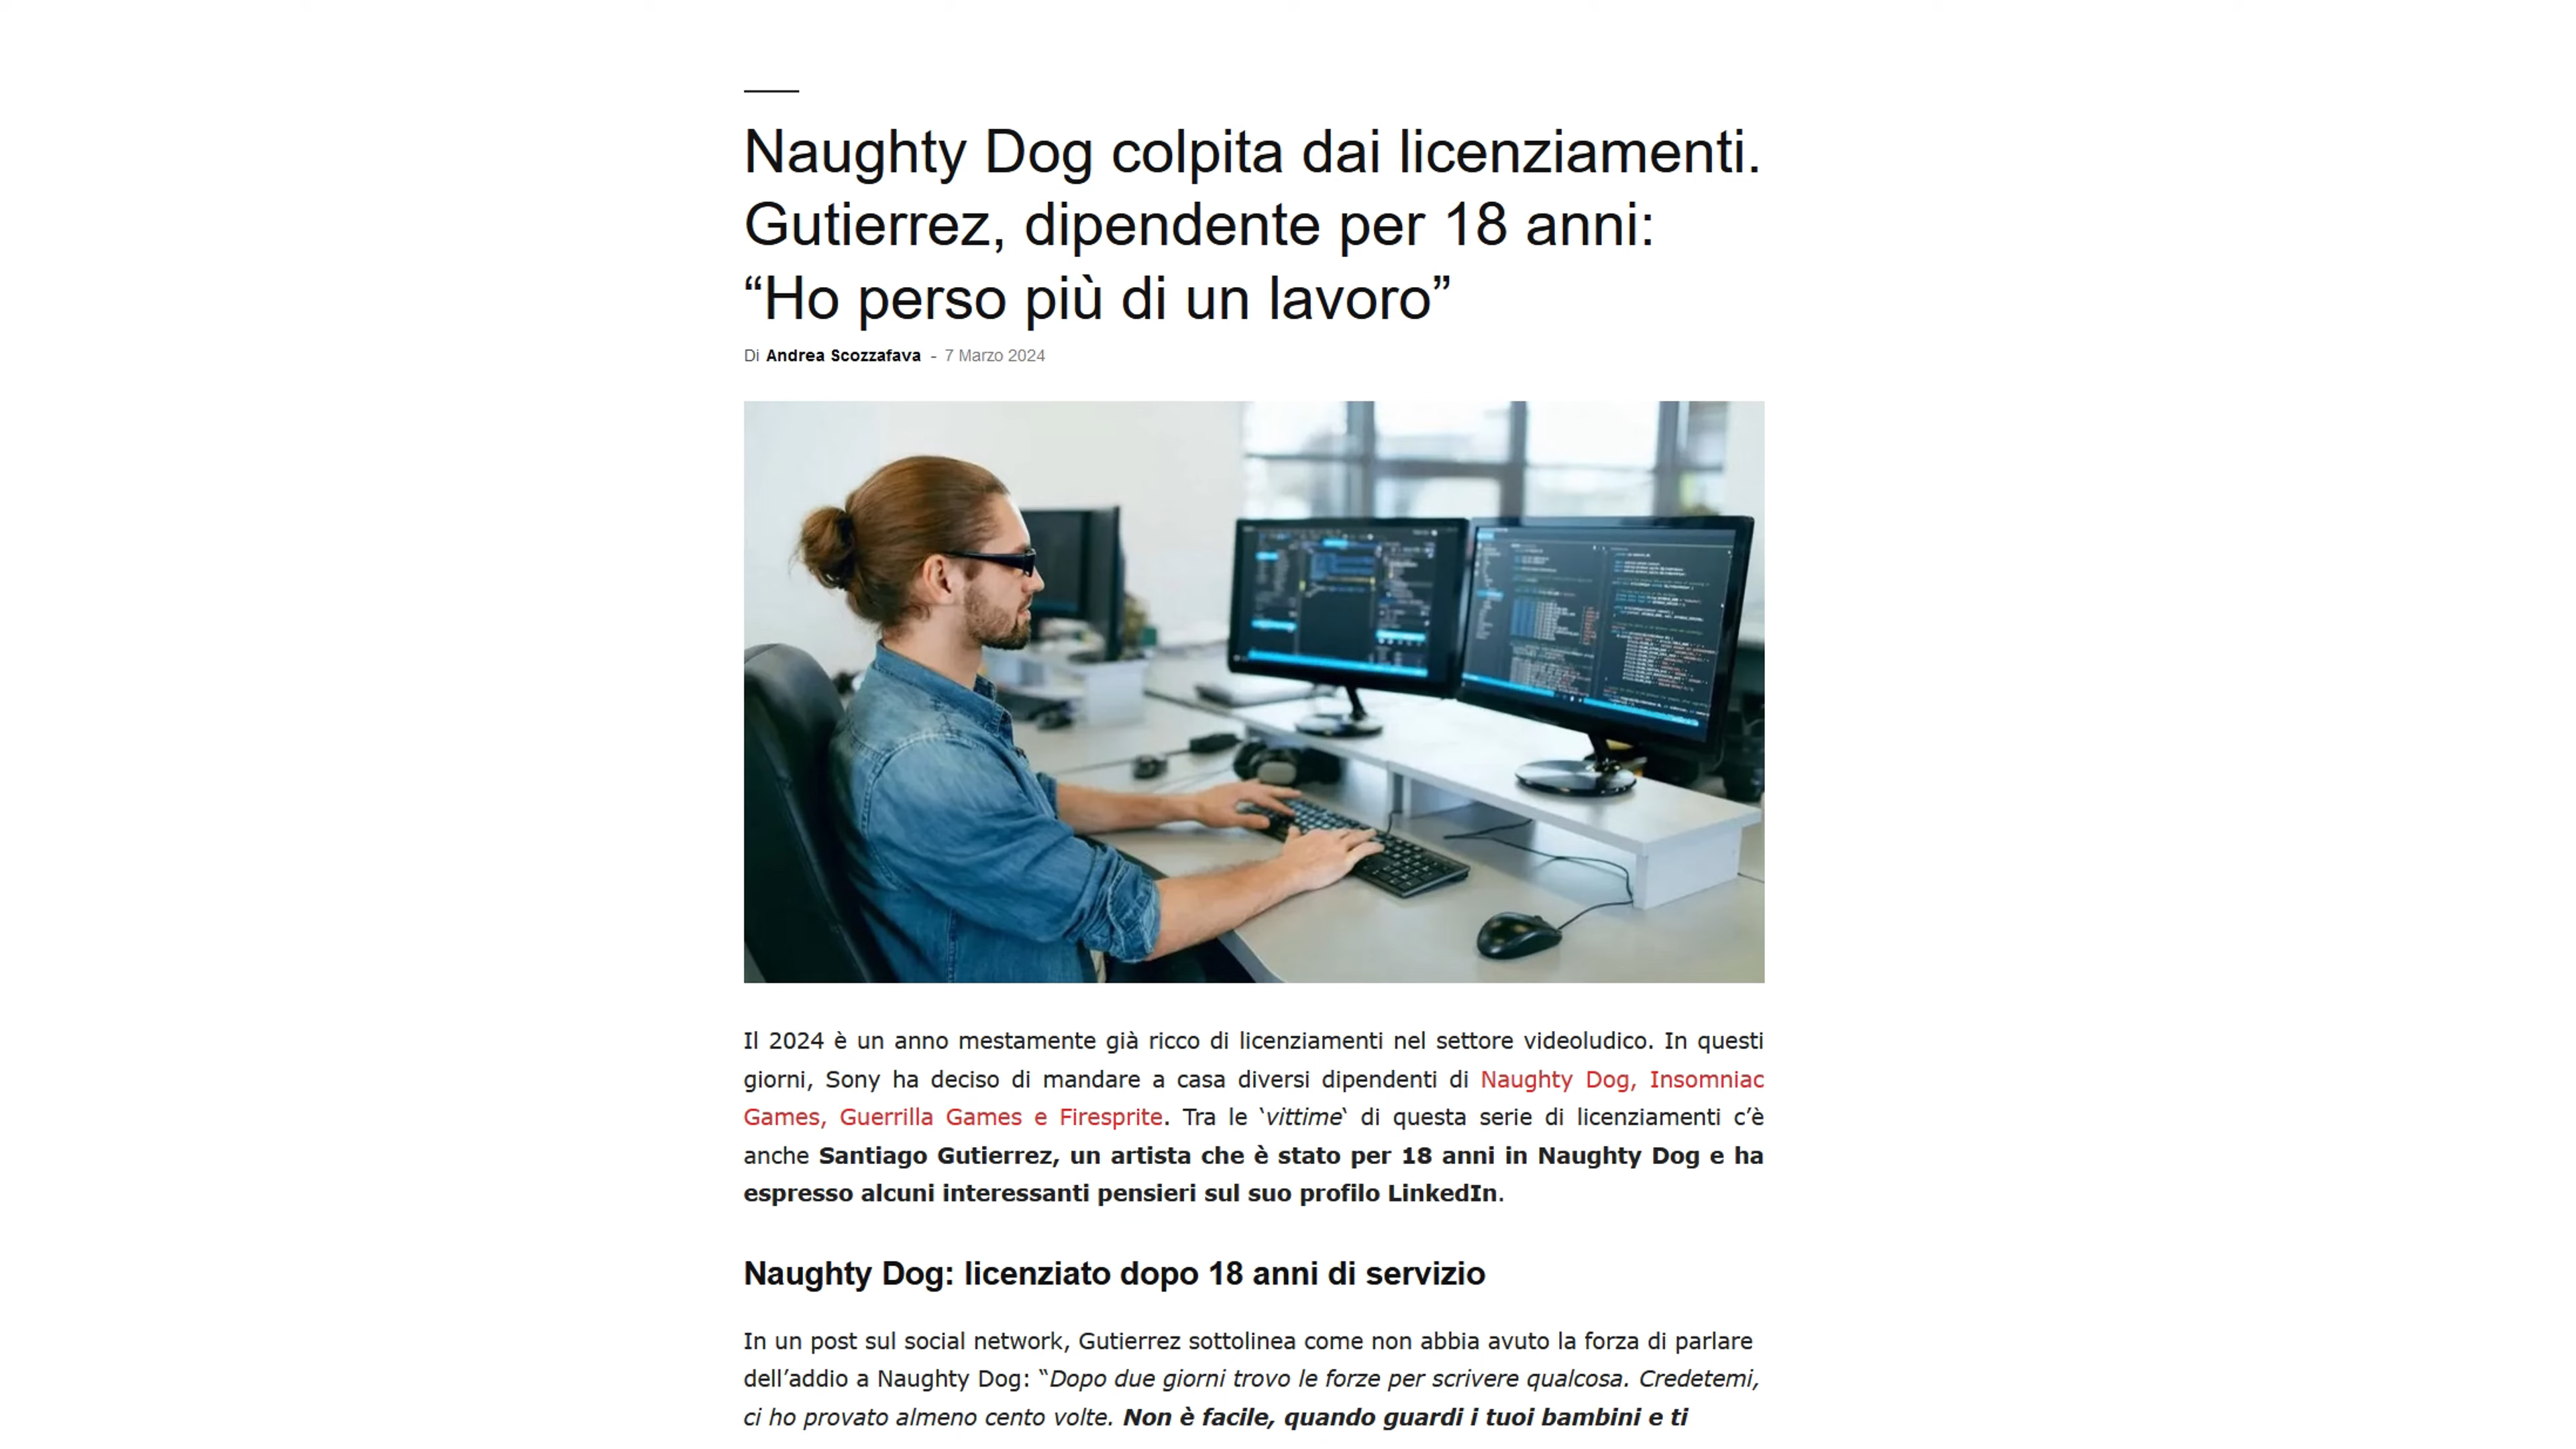 Naughty Dog colpita dai licenziamenti.
Gutierrez, dipendente per 18 anni:
“Ho perso più di un lavoro”
Di Andrea Scozzafava - 7 Marzo 2024
Il 2024 è un anno mestamente già ricco di licenziamenti nel settore videoludico. In questi
giorni, Sony ha deciso di mandare a casa diversi dipendenti di Naughty Dog, Insomniac
Games, Guerrilla Games e Firesprite. Tra le ‘vittime‘ di questa serie di licenziamenti c’è
anche Santiago Gutierrez, un artista che è stato per 18 anni in Naughty Dog e ha
espresso alcuni interessanti pensieri sul suo profilo LinkedIn.
Naughty Dog: licenziato dopo 18 anni di servizio
In un post sul social network, Gutierrez sottolinea come non abbia avuto la forza di parlare
dell’addio a Naughty Dog: “Dopo due giorni trovo le forze per scrivere qualcosa. Credetemi,
ci ho provato almeno cento volte. Non è facile, quando guardi i tuoi bambini e ti